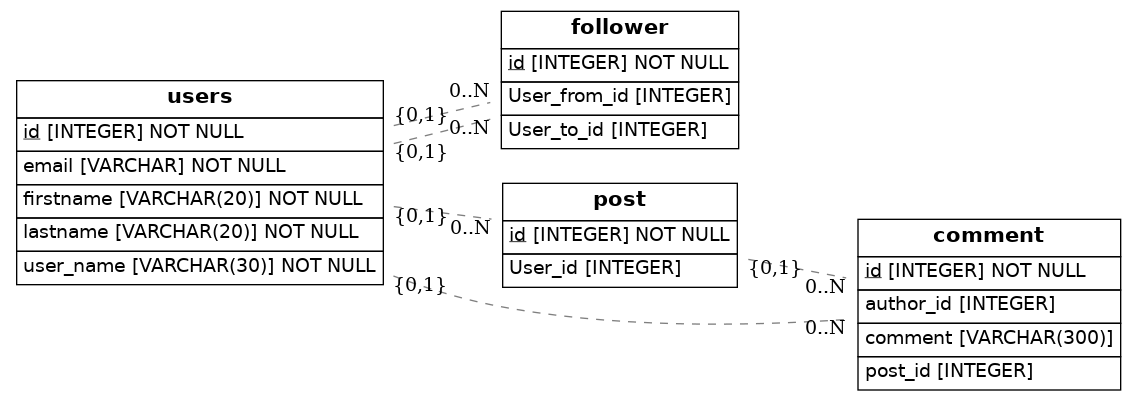 users
id [INTEGER] NOT NULL
email [VARCHAR] NOT NULL
firstname [VARCHAR(20)] NOT NULL
lastname [VARCHAR(20)] NOT NULL
user_name [VARCHAR(30)] NOT NULL
{0,1}
0..N
{0,1}
0..N
follower
id [INTEGER] NOT NULL
User_from_id [INTEGER]
User_to_id [INTEGER]
{0,1}
0..N
post
id [INTEGER] NOT NULL
User_id [INTEGER]
{0,1}
0..N
{0,1}
0..N
comment
id [INTEGER] NOT NULL
author_id [INTEGER]
comment [VARCHAR(300)]
post_id [INTEGER]